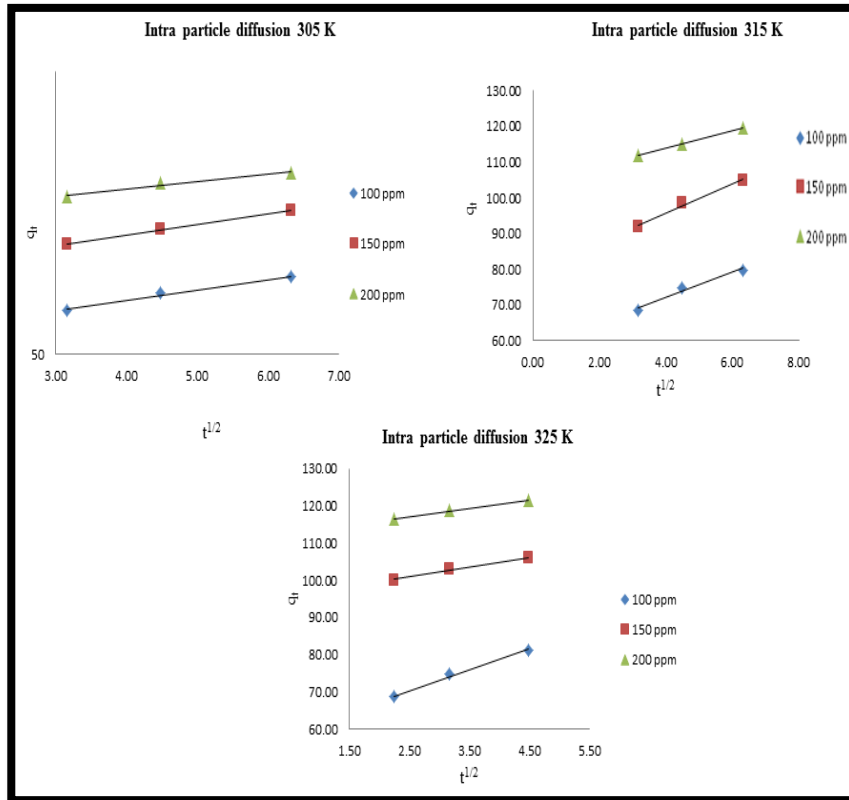 Intra particle diffusion 305 K
qt
50
3.00 4.00 5.00 6.00 7.00
t1/2
100 ppm
150 ppm
200 ppm
Intra particle diffusion 315 K
130.00
120.00
110.00
100.00
90.00
80.00
70.00
60.00
qt
0.00 2.00 4.00 6.00 8.00
t1/2
100 ppm
150 ppm
200 ppm
Intra particle diffusion 325 K
130.00
120.00
110.00
100.00
90.00
80.00
70.00
60.00
qt
1.50 2.50 3.50 4.50 5.50
t1/2
100 ppm
150 ppm
200 ppm